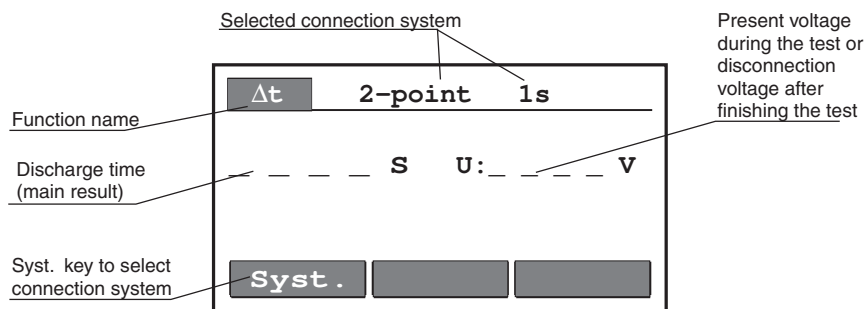 Selected connection system
Present voltage
during the test or
disconnection
voltage after
finishing the test
Δt 2-point 1s
Function name
Discharge time
(main result)
_ _ _ _ S U:_ _ _ _ V
Syst. key to select
connection system
Syst.